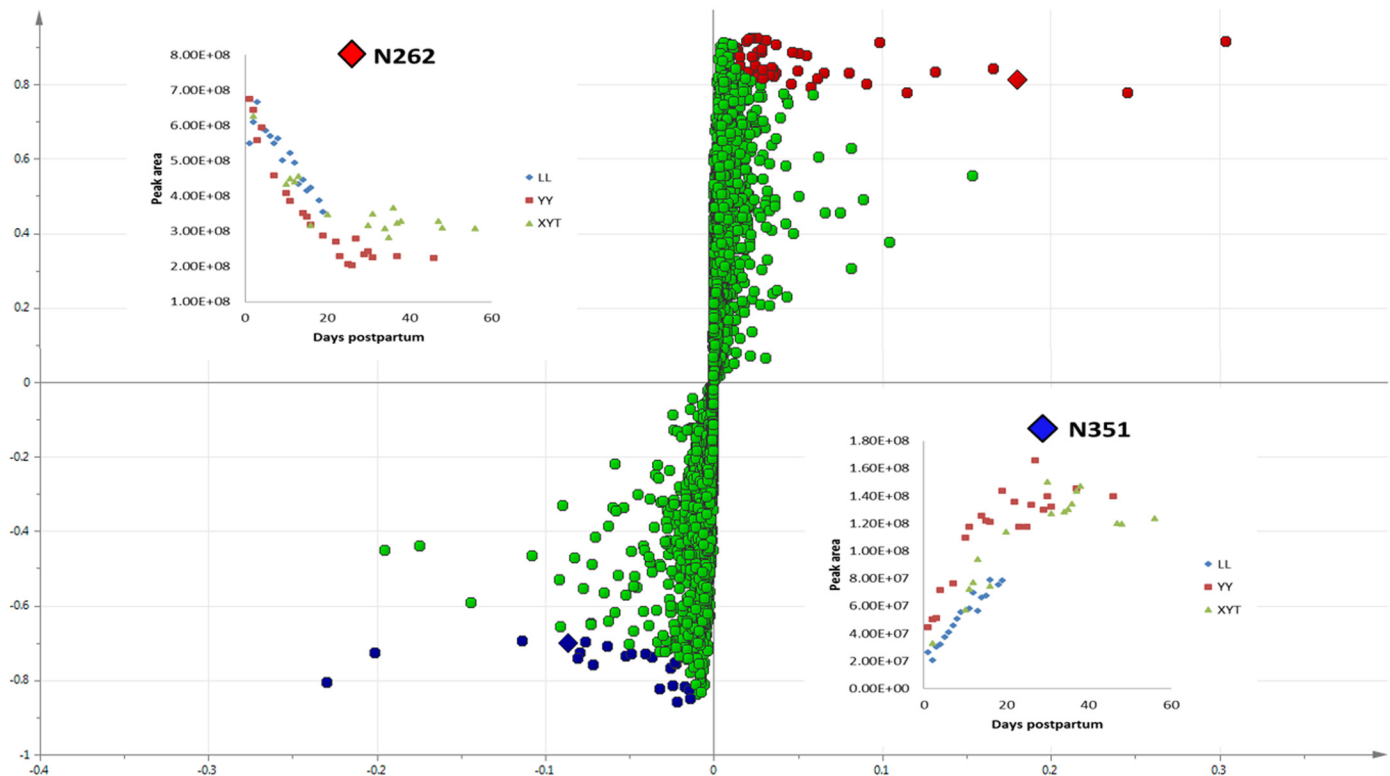 N262
8.00E+08
7.00E+08
6.00E+08
5.00E+08
4.00E+08
3.00E+08
2.00E+08
1.00E+08
Peak area
0 20 40 60
Days postpartum
LL
YY
XYT
0.8
0.6
0.4
0.2
0
-0.2
-0.4
-0.6
-0.8
-1
N351
1.80E+08
1.60E+08
1.40E+08
1.20E+08
1.00E+08
8.00E+07
6.00E+07
4.00E+07
2.00E+07
0.00E+00
Peak area
0 20 40 60
Days postpartum
LL
YY
XYT
-0.4 -0.3 -0.2 -0.1 0 0.1 0.2 0.3